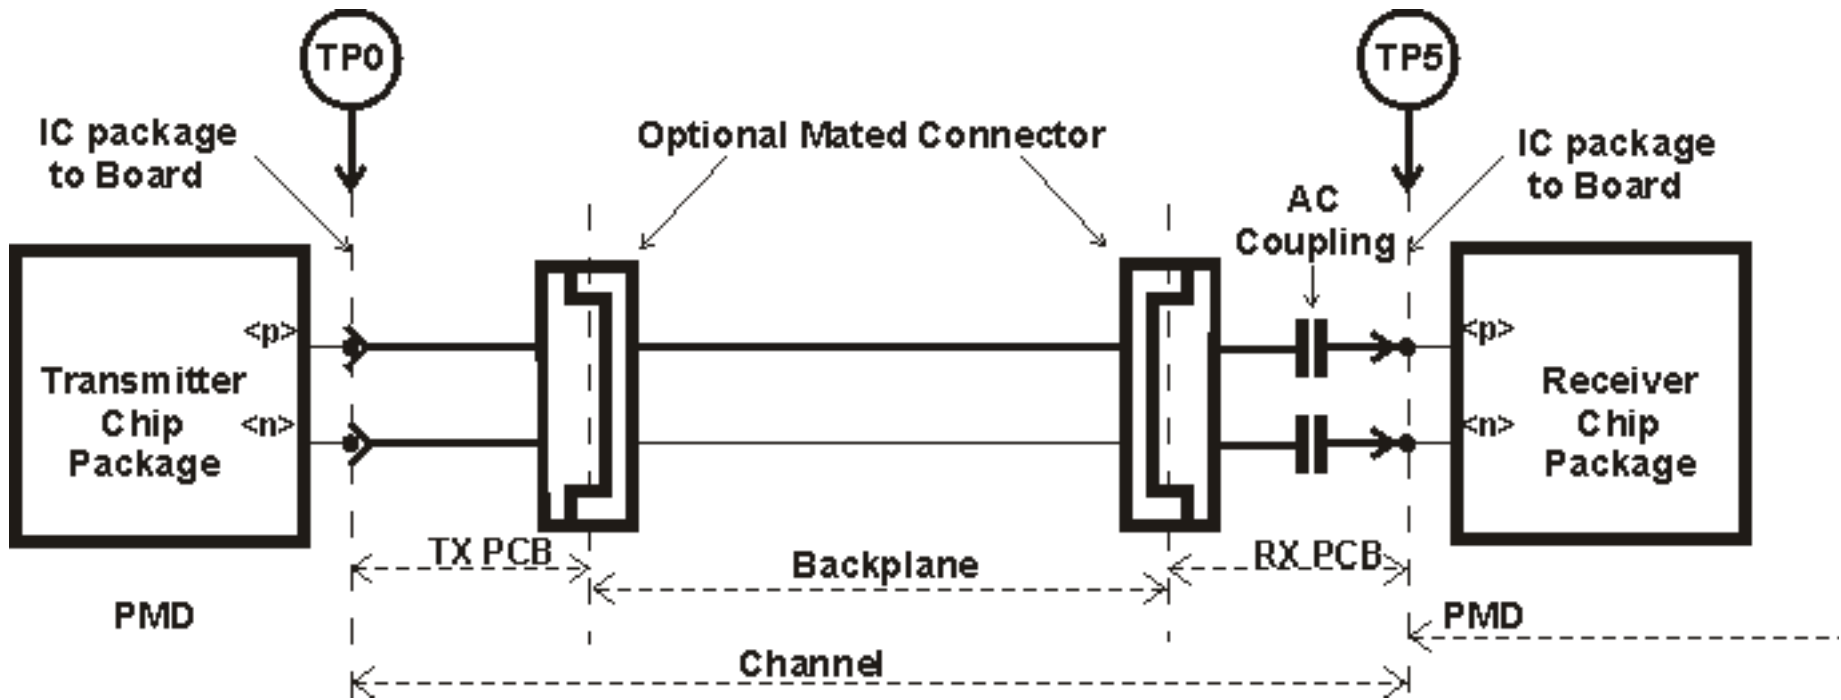 TP0
TP5
IC package
to Board
Optional Mated Connector
IC package
to Board
AC
Coupling
<p>
<n>
Transmitter
Chip
Package
<p>
<n>
Receiver
Chip
Package
TX PCB
Backplane
RX PCB
PMD
PMD
Channel